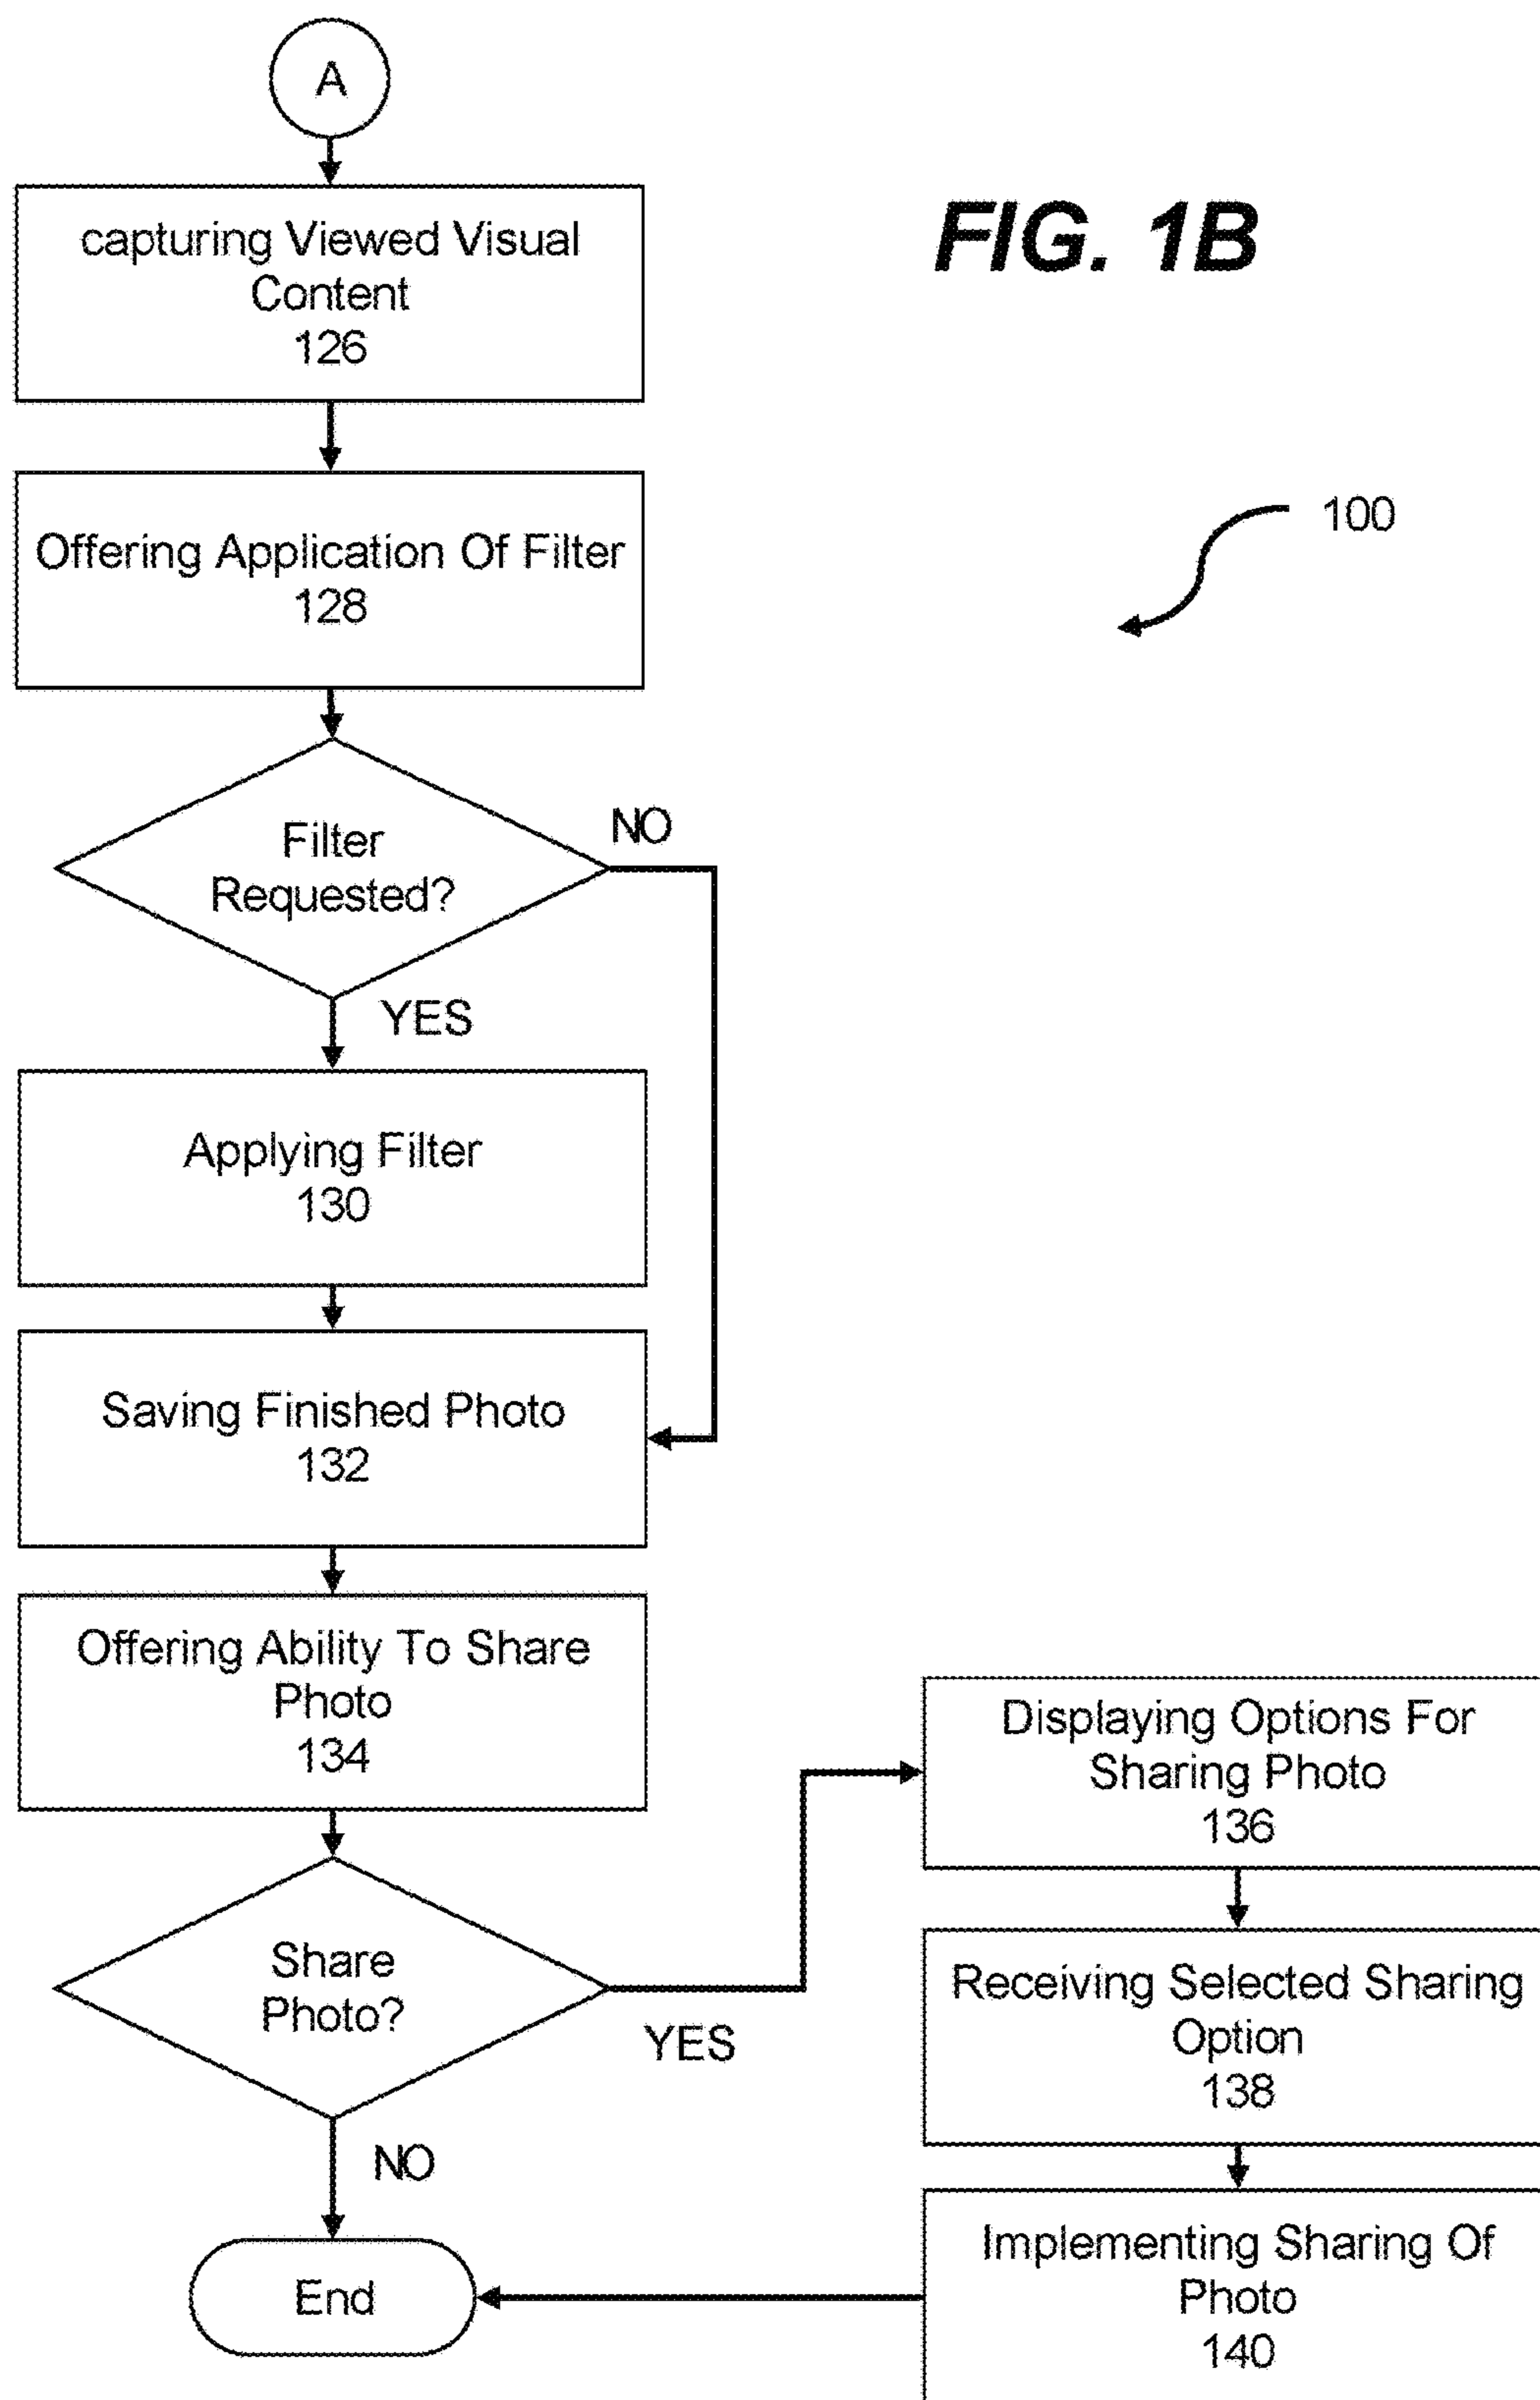 A
capturing Viewed Visual
Content
126
FIG. 1B
Offering Application Of Filter
128
100
Filter
Requested?
NO
YES
Applying Filter
130
Saving Finished Photo
132
Offering Ability To Share
Photo
134
Share
Photo?
YES
NO
Displaying Options For
Sharing Photo
136
Receiving Selected Sharing
Option
138
Implementing Sharing Of
Photo
140
End